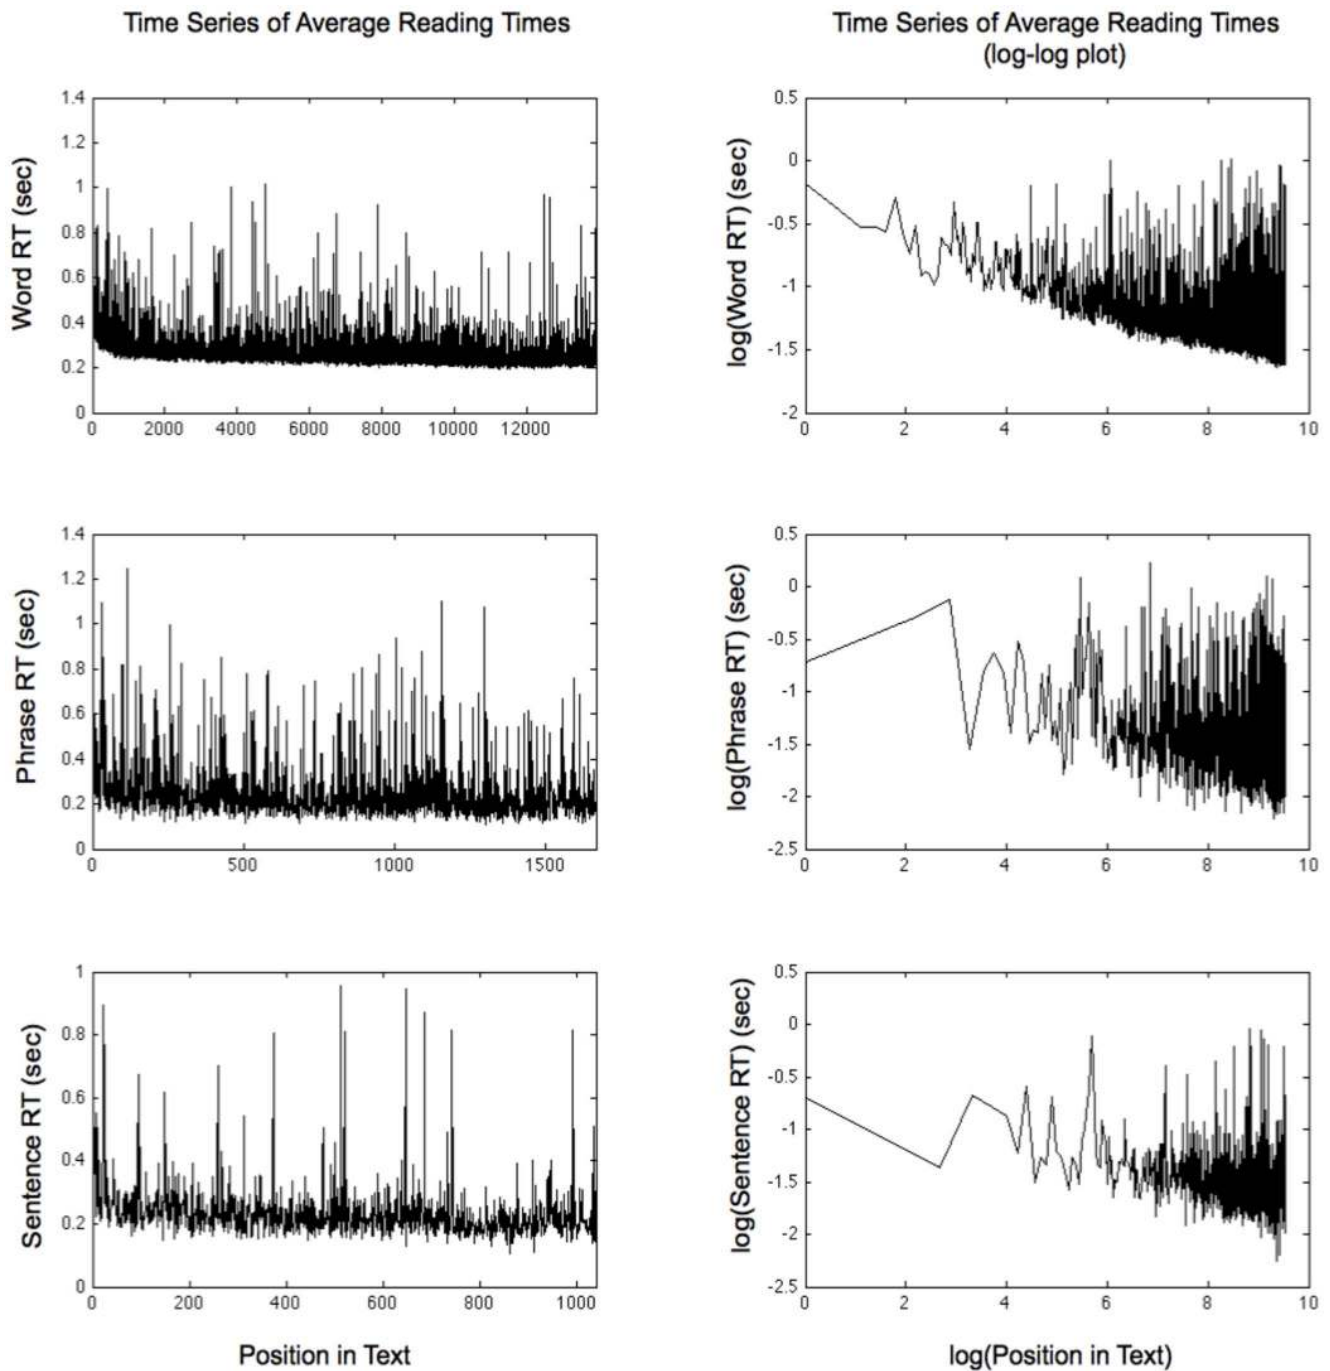 Time Series of Average Reading Times
Time Series of Average Reading Times
(log-log plot)
Word RT (sec)
1.4
1.2
1
0.8
0.6
0.4
0.2
0
0 2000 4000 6000 8000 10000 12000
log(Word RT) (sec)
0.5
0
-0.5
-1
-1.5
-2
0 2 4 6 8 10
Phrase RT (sec)
1.4
1.2
1
0.8
0.6
0.4
0.2
0
0 500 1000 1500
log(Phrase RT) (sec)
0.5
0
-0.5
-1
-1.5
-2
-2.5
0 2 4 6 8 10
Sentence RT (sec)
1
0.8
0.6
0.4
0.2
0
0 200 400 600 800 1000
Position in Text
log(Sentence RT) (sec)
0.5
0
-0.5
-1
-1.5
-2
-2.5
0 2 4 6 8 10
log(Position in Text)